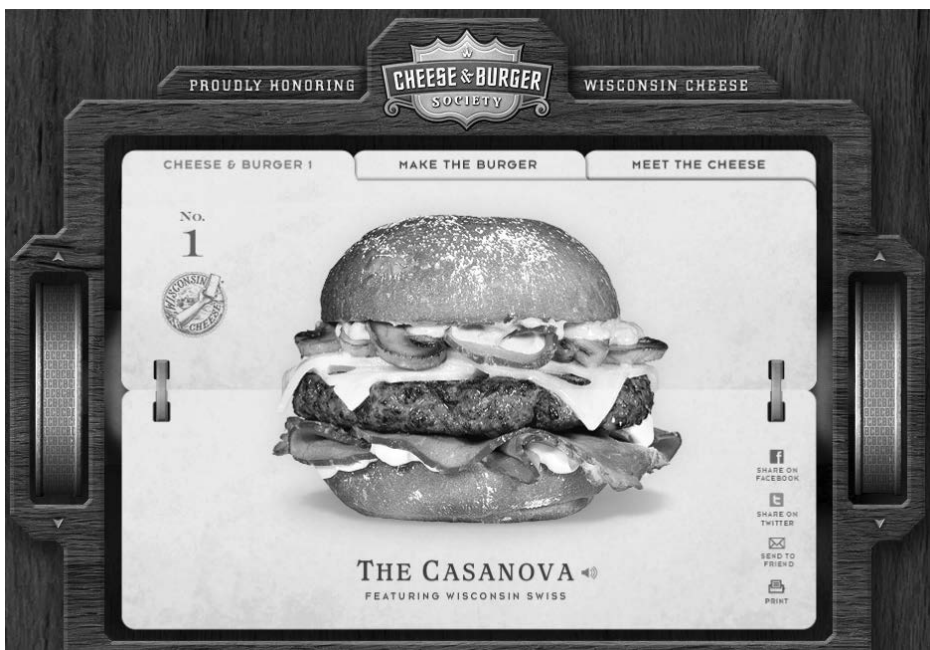 PROUDLY HONORING
CHEESE & BURGER
SOCIETY
WISCONSIN CHEESE
CHEESE & BURGER 1
MAKE THE BURGER
MEET THE CHEESE
No.
1
WISCONSIN
CHEESE
SHARE ON
FACEBOOK
SHARE ON
TWITTER
SEND TO
FRIEND
PRINT
THE CASANOVA
FEATURING WISCONSIN SWISS